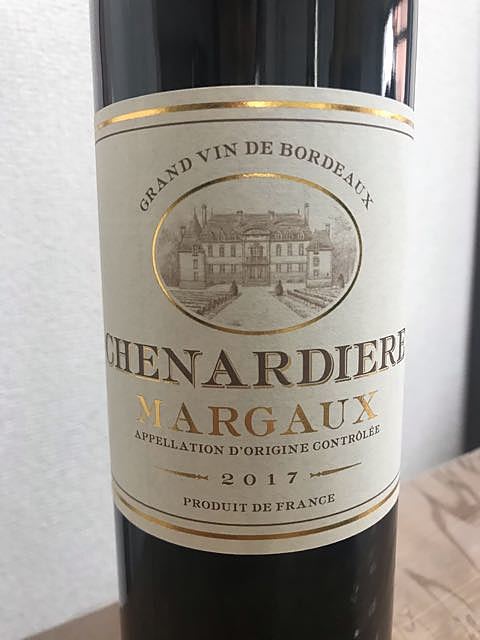 GRAND VIN DE BORDEAUX
CHENARDIERE
MARGAUX
APPELLATION D'ORIGINE CONTRÔLÉE
2017
PRODUIT DE FRANCE